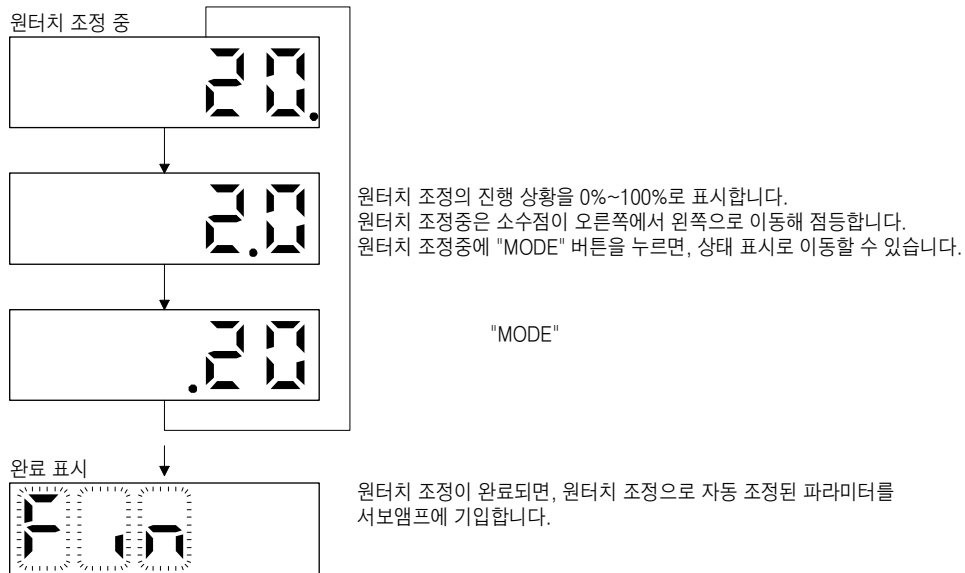 원터치 조정 중
20.
2.0
원터치 조정의 진행 상황을 0%~100%로 표시합니다.
원터치 조정중은 소수점이 오른쪽에서 왼쪽으로 이동해 점등합니다.
원터치 조정중에 "MODE" 버튼을 누르면, 상태 표시로 이동할 수 있습니다.
.20
"MODE"
완료 표시
Fin
원터치 조정이 완료되면, 원터치 조정으로 자동 조정된 파라미터를
서보앰프에 기입합니다.